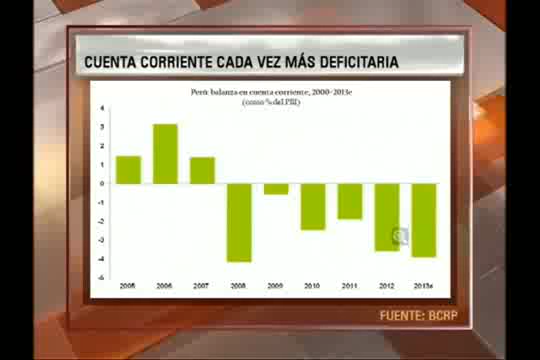 CUENTA CORRIENTE CADA VEZ MÁS DEFICITARIA
Perú: balanza en cuenta corriente, 2000-2013e
(como % del PBI)
4
3
2
1
0
-1
-2
-3
-4
-5
2005 2006 2007 2008 2009 2010 2011 2012 2013e
FUENTE: BCRP